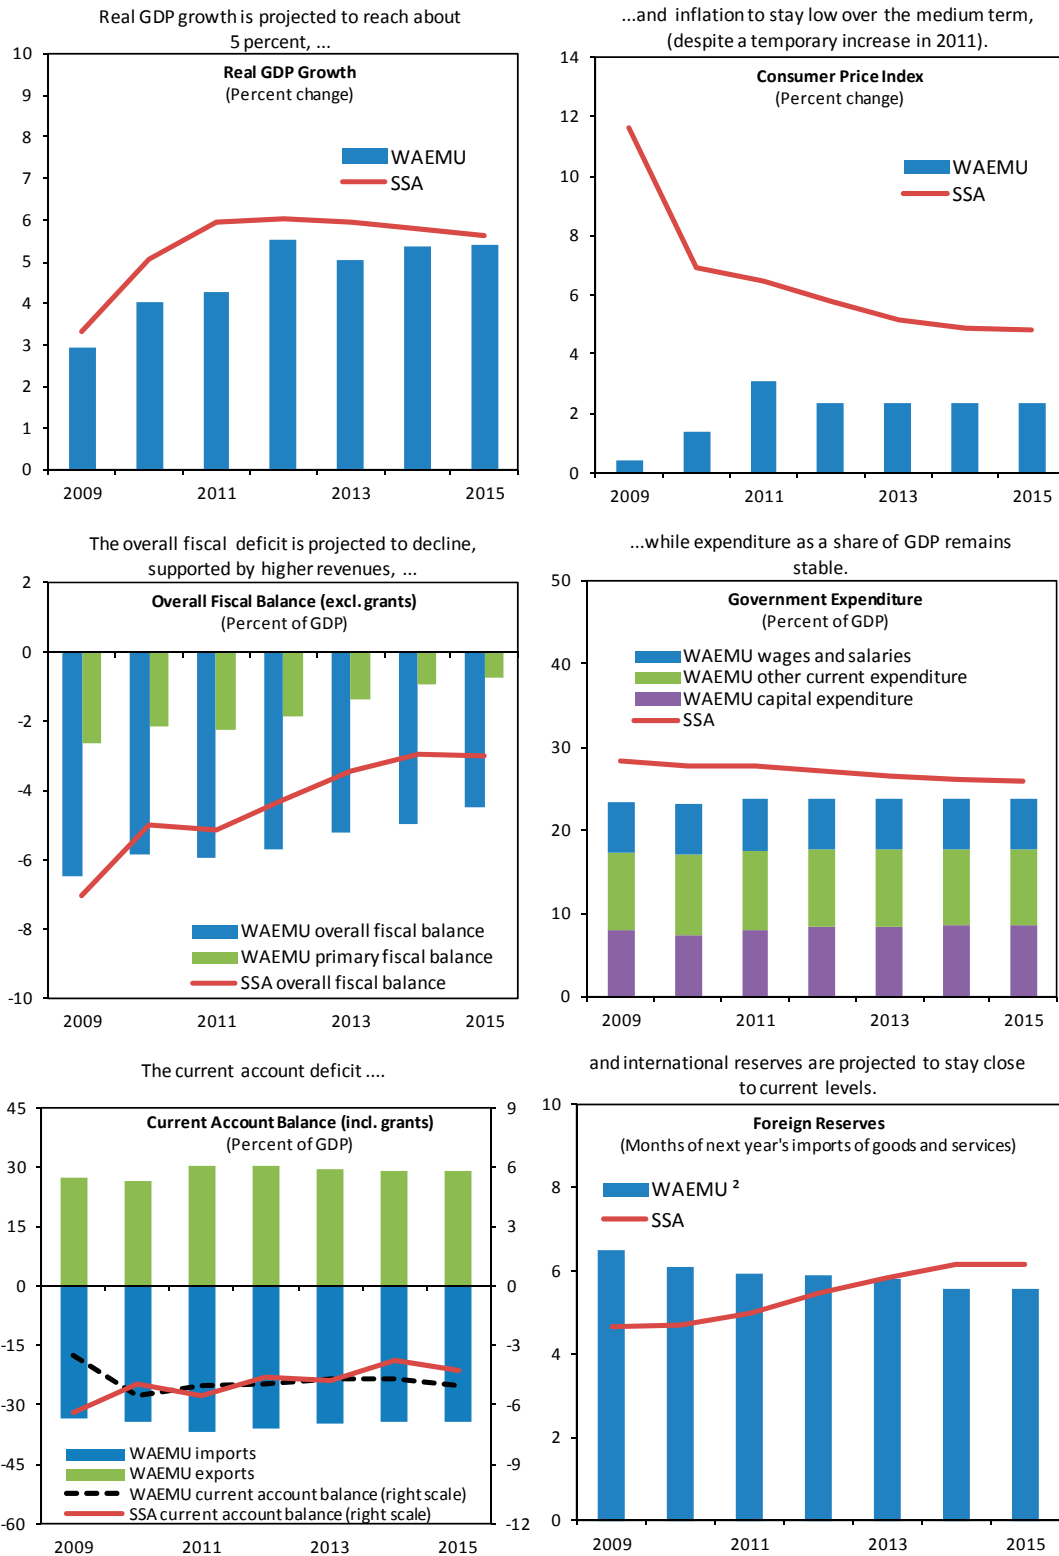 Real GDP growth is projected to reach about
5 percent, ...
Real GDP Growth
(Percent change)
WAEMU
SSA
10
9
8
7
6
5
4
3
2
1
0
2009
2011
2013
2015
...and inflation to stay low over the medium term,
(despite a temporary increase in 2011).
Consumer Price Index
(Percent change)
WAEMU
SSA
14
12
10
8
6
4
2
0
2009
2011
2013
2015
The overall fiscal deficit is projected to decline,
supported by higher revenues, ...
Overall Fiscal Balance (excl. grants)
(Percent of GDP)
2
0
-2
-4
-6
-8
-10
WAEMU overall fiscal balance
WAEMU primary fiscal balance
SSA overall fiscal balance
2009
2011
2013
2015
...while expenditure as a share of GDP remains
stable.
Government Expenditure
(Percent of GDP)
WAEMU wages and salaries
WAEMU other current expenditure
WAEMU capital expenditure
SSA
50
40
30
20
10
0
2009
2011
2013
2015
The current account deficit ....
Current Account Balance (incl. grants)
(Percent of GDP)
45
30
15
0
-15
-30
-45
-60
9
6
3
0
-3
-6
-9
-12
WAEMU imports
WAEMU exports
WAEMU current account balance (right scale)
SSA current account balance (right scale)
2009
2011
2013
2015
and international reserves are projected to stay close
to current levels.
Foreign Reserves
(Months of next year's imports of goods and services)
WAEMU ²
SSA
10
8
6
4
2
0
2009
2011
2013
2015